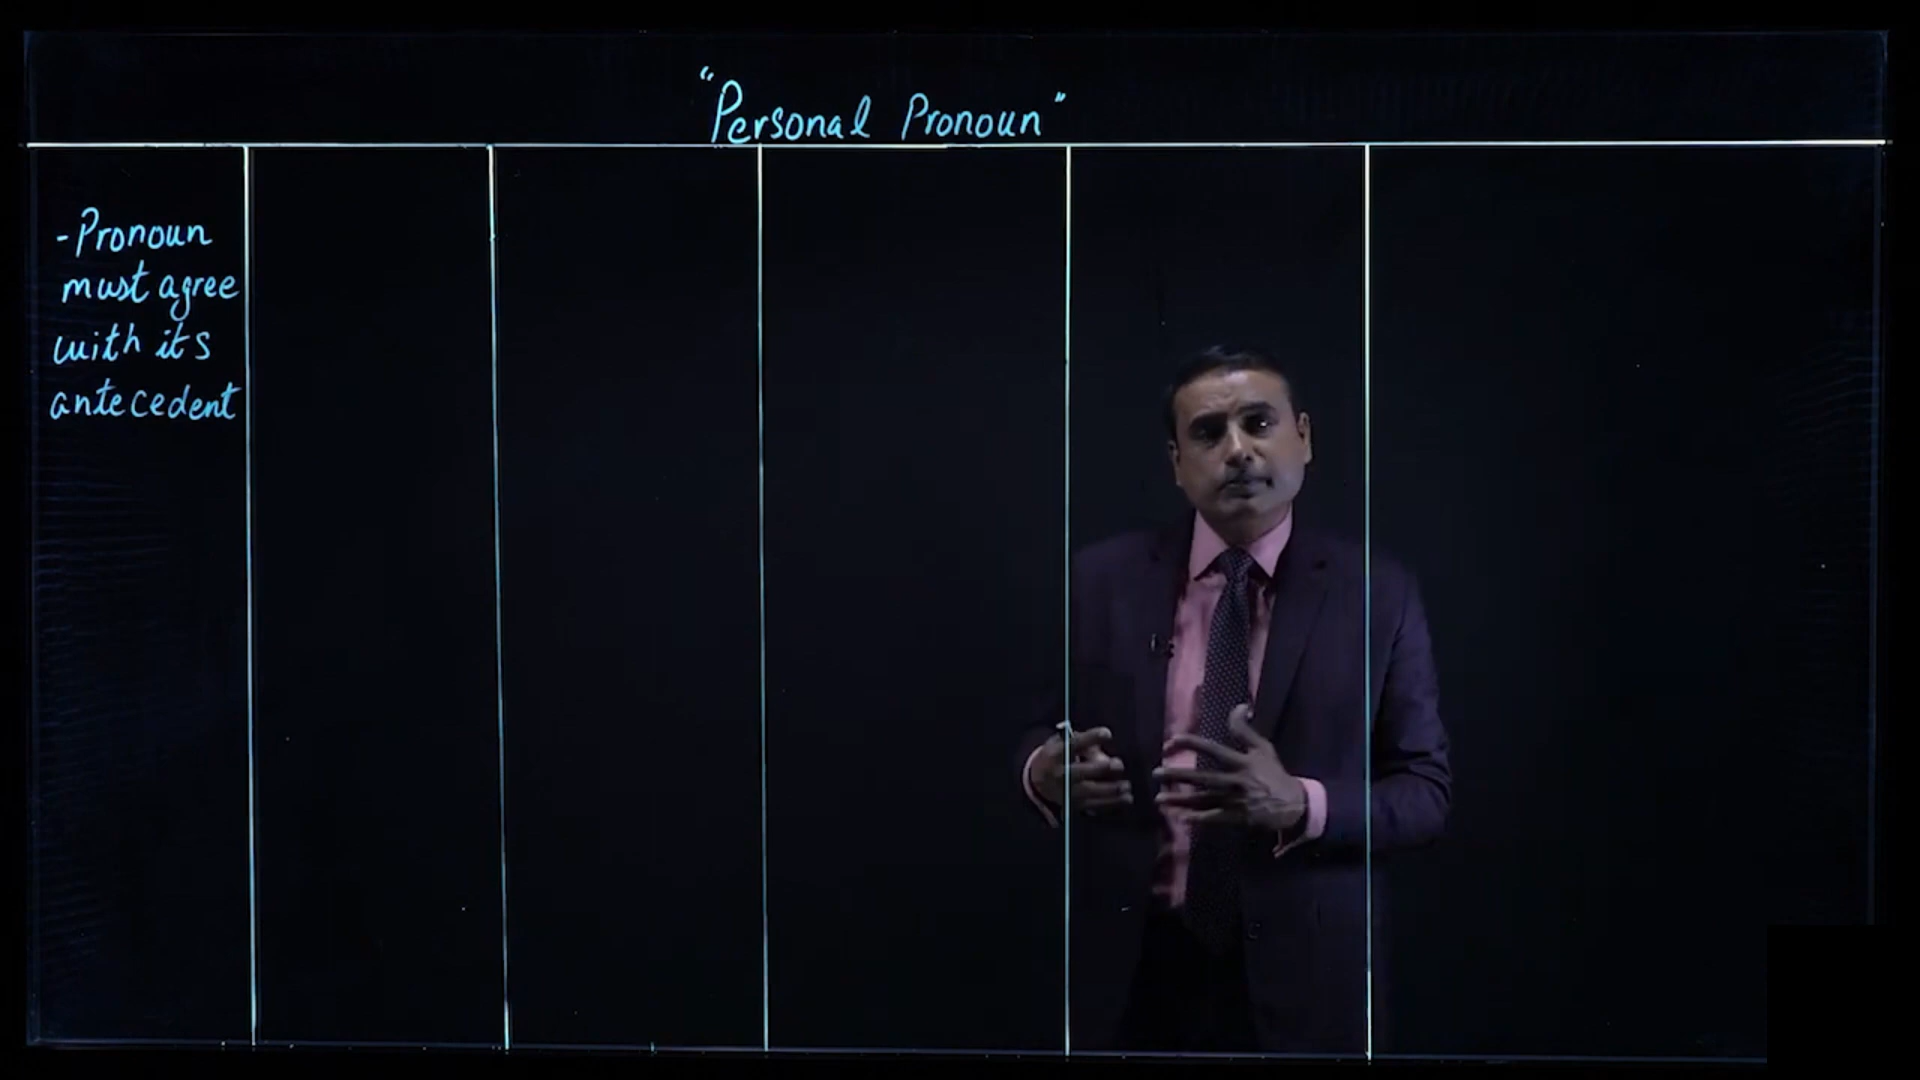 "Personal Pronoun"
- Pronoun
must agree
with its
antecedent